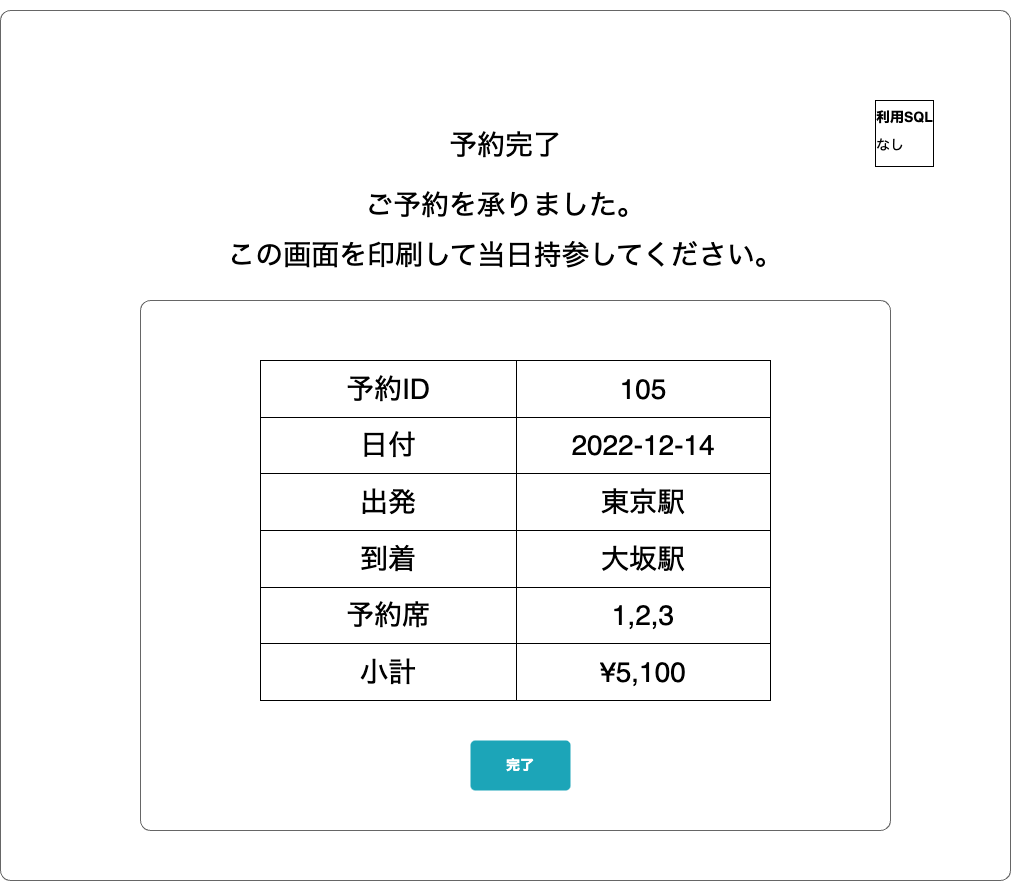 利用SQL
なし
予約完了
ご予約を承りました。
この画面を印刷して当日持参してください。
予約ID 105
日付 2022-12-14
出発 東京駅
到着 大坂駅
予約席 1,2,3
小計 ¥5,100
完了